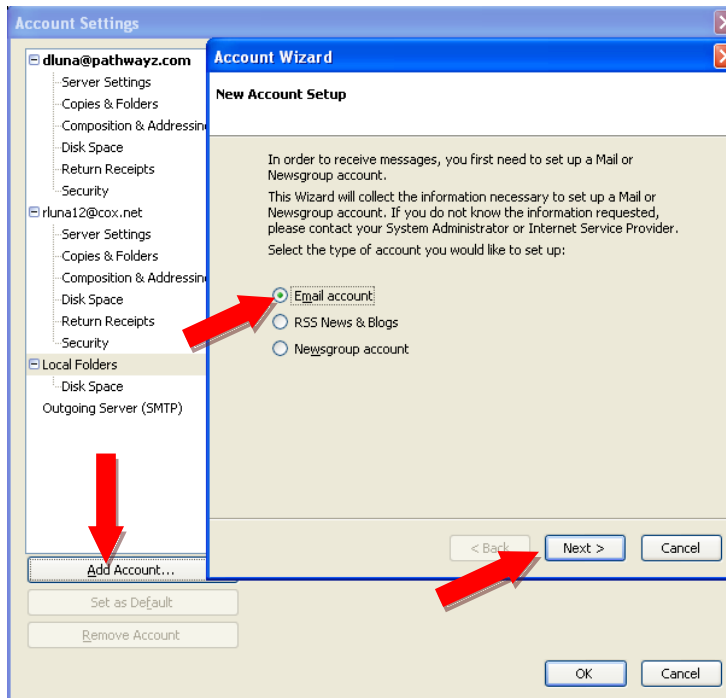 Account Settings
dluna@pathwayz.com
Server Settings
Copies & Folders
Composition & Addressin
Disk Space
Return Receipts
Security
rluna12@cox.net
Server Settings
Copies & Folders
Composition & Addressin
Disk Space
Return Receipts
Security
Local Folders
Disk Space
Outgoing Server (SMTP)
Add Account...
Set as Default
Remove Account
OK
Cancel
Account Wizard
New Account Setup
In order to receive messages, you first need to set up a Mail or
Newsgroup account.
This Wizard will collect the information necessary to set up a Mail or
Newsgroup account. If you do not know the information requested,
please contact your System Administrator or Internet Service Provider.
Select the type of account you would like to set up:
Email account
RSS News & Blogs
Newsgroup account
< Back
Next >
Cancel